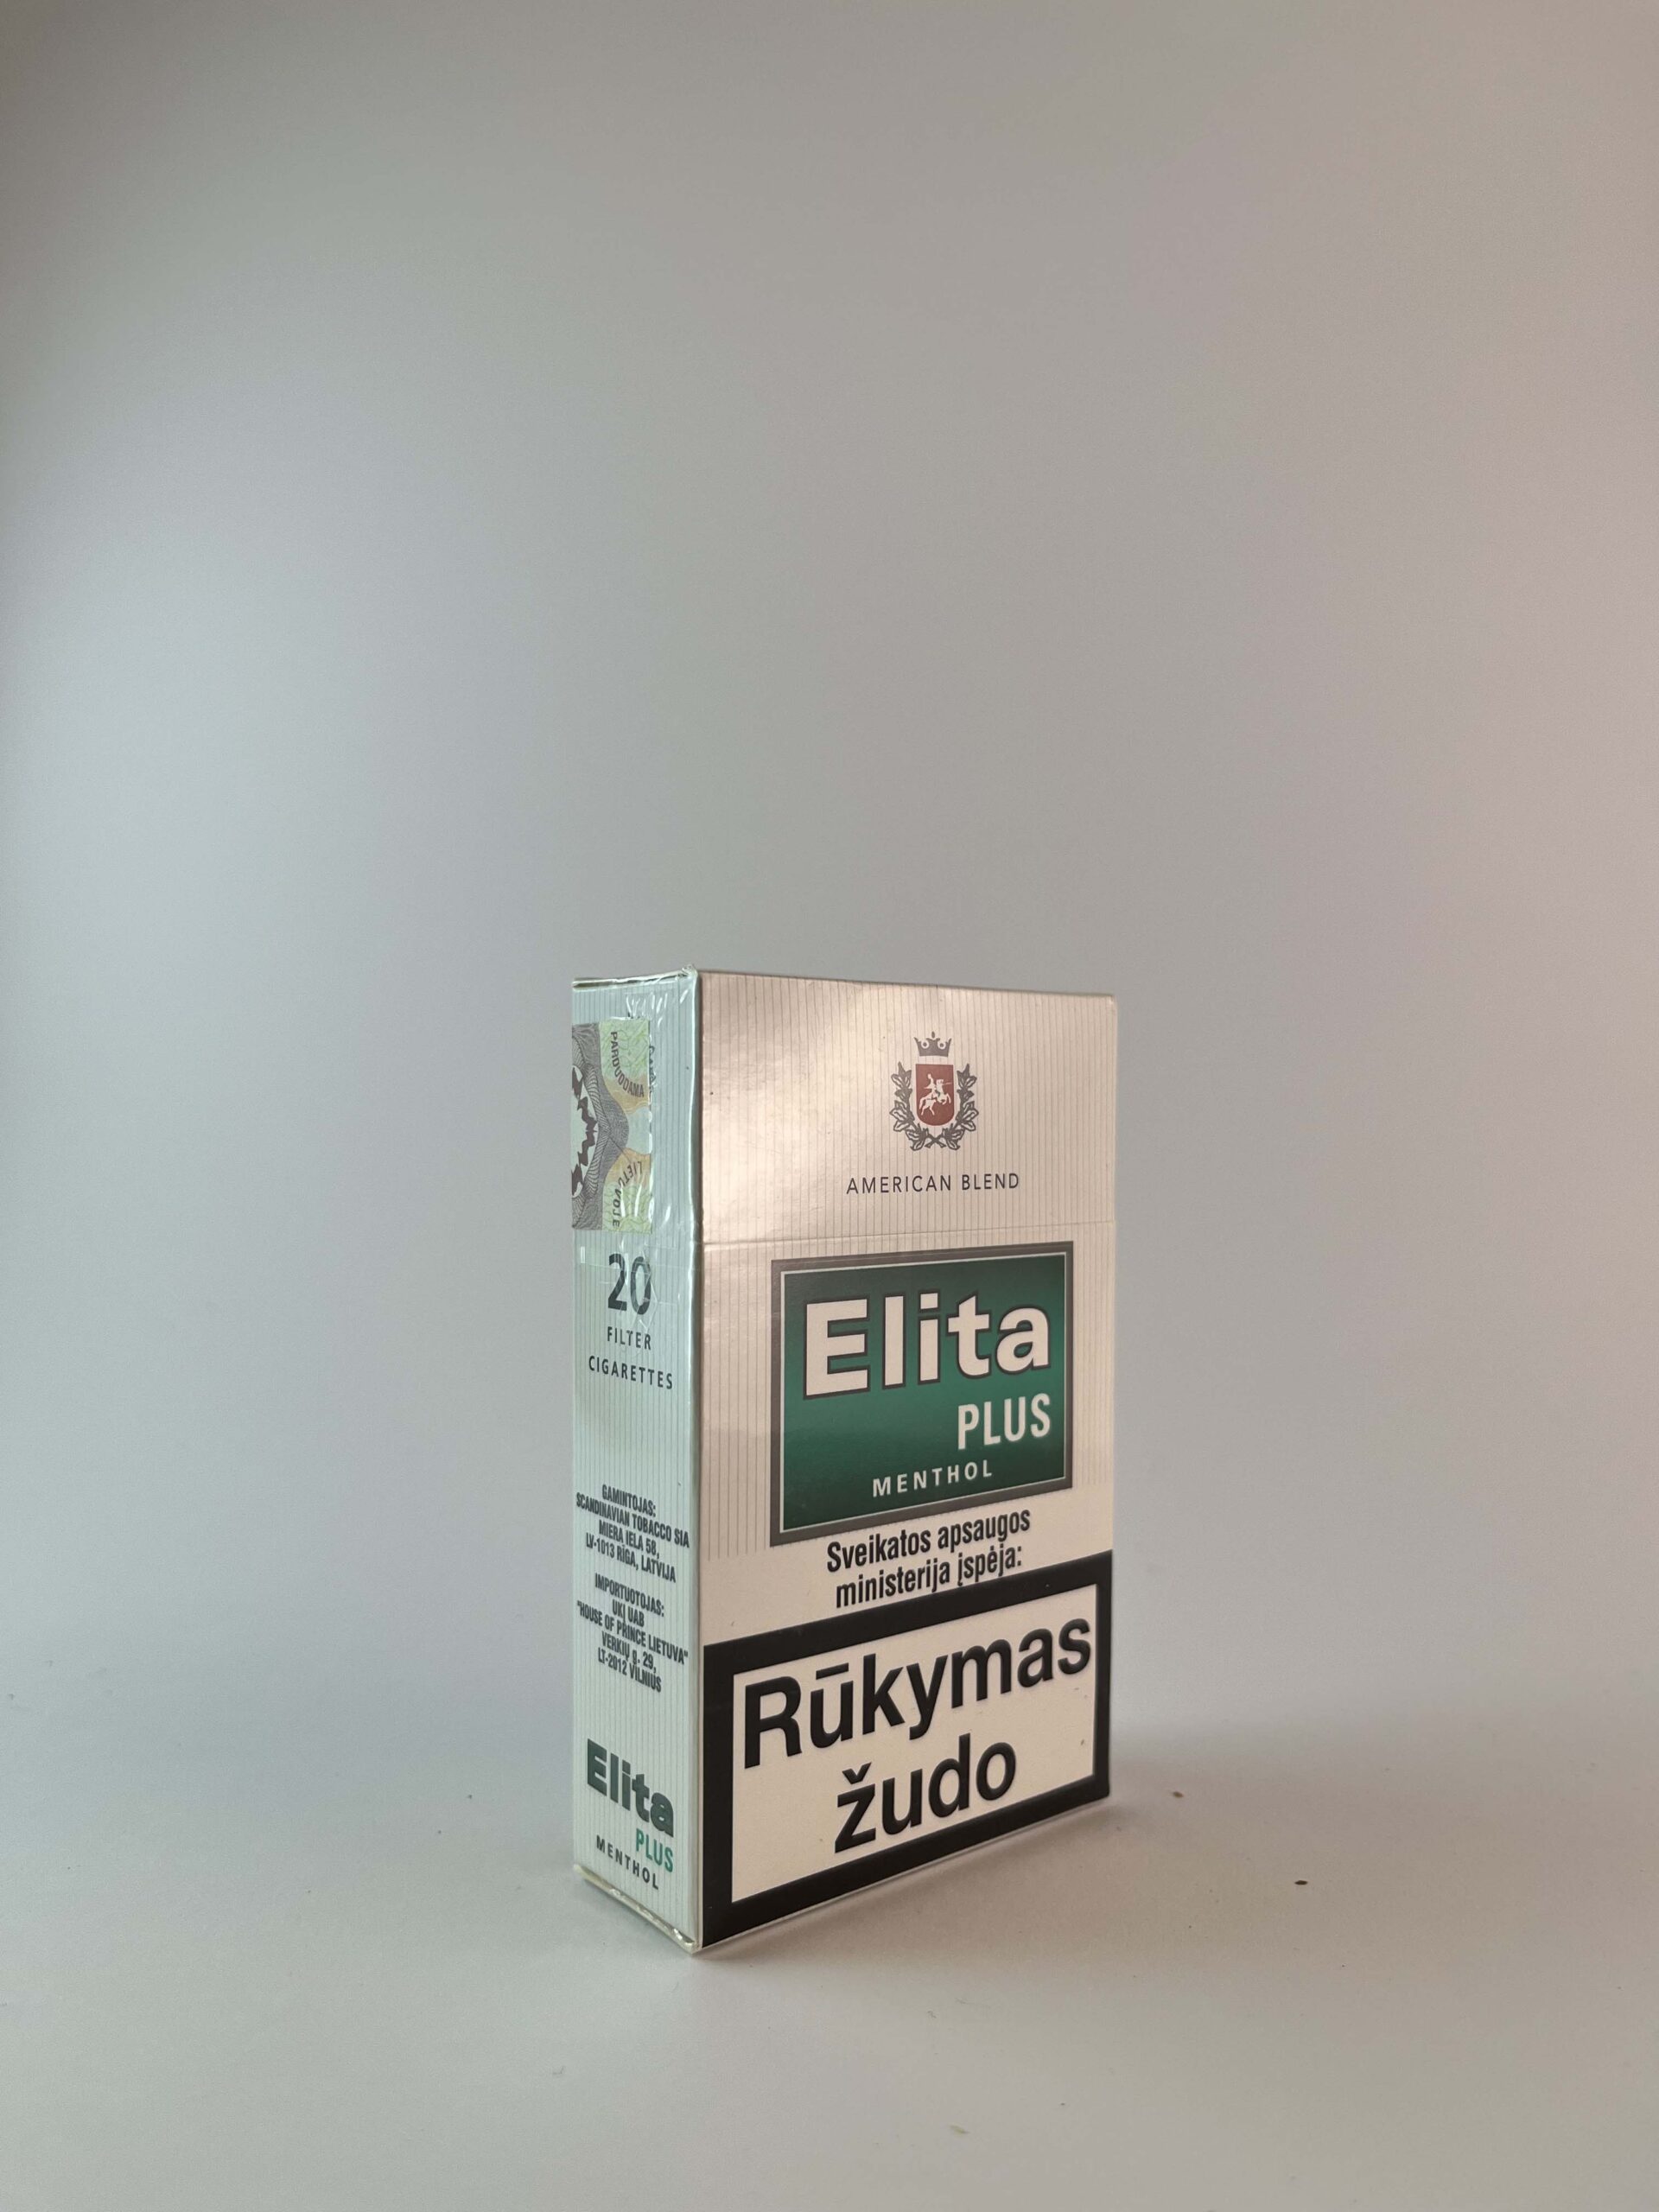 PARDUODAMA
LIETUVOJE
20
FILTER
CIGARETTES
GAMINTOJAS:
SCANDINAVIAN TOBACCO SIA
MIERA IELA 58,
LV-1013 RĪGA, LATVIJA
IMPORTUOTOJAS:
UKĮ UAB
"HOUSE OF PRINCE LIETUVA"
VERKIŲ g. 29,
LT-2012 VILNIUS
Elita
PLUS
MENTHOL
AMERICAN BLEND
Elita
PLUS
MENTHOL
Sveikatos apsaugos
ministerija įspėja:
Rūkymas
žudo